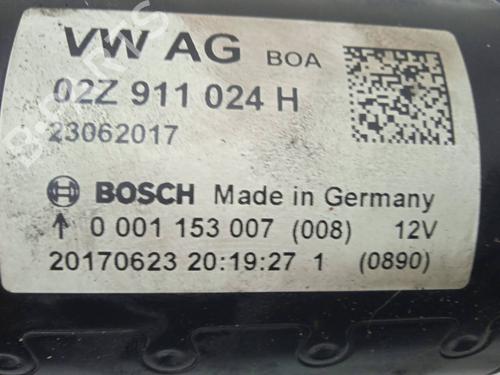 VW AG BOA
02Z 911 024 H
23062017
BOSCH Made in Germany
↑ 0 001 153 007 (008) 12V
20170623 20:19:27 1 (0890)
B-PARTS